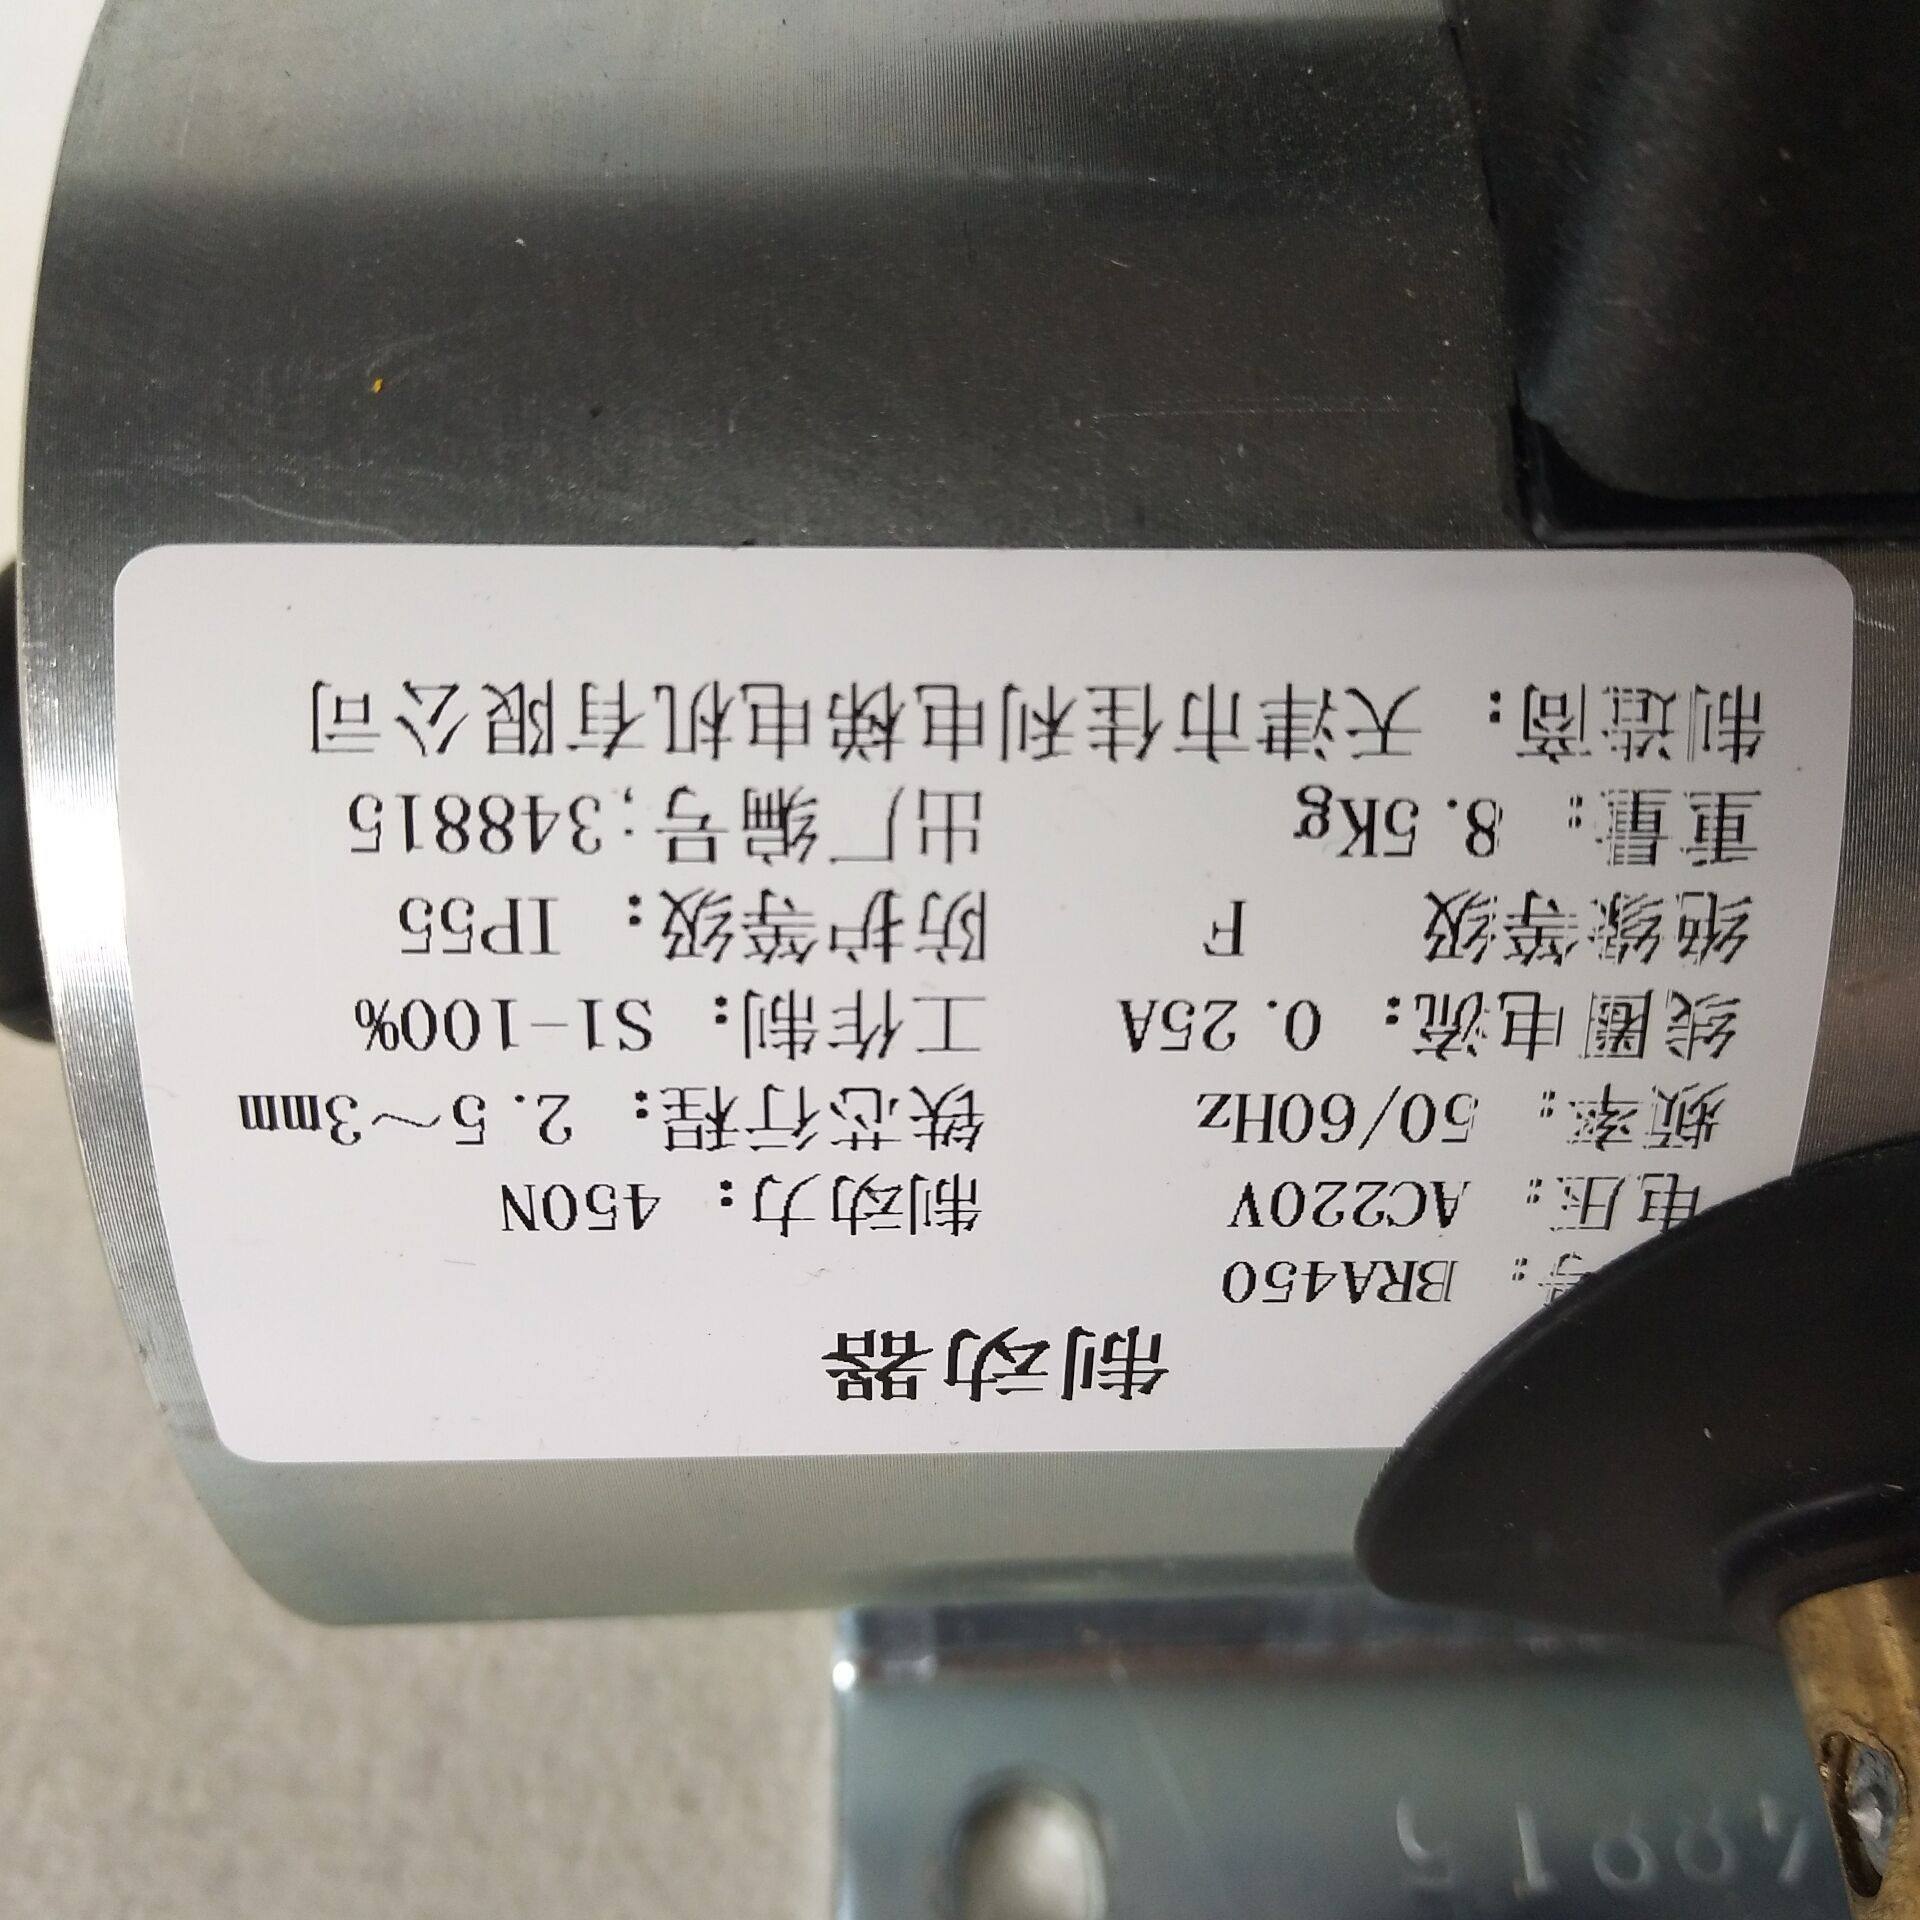 制动器
号: BRA450
电压: AC220V 制动力: 450N
频率: 50/60Hz 铁芯行程: 2.5~3mm
线圈电流: 0.25A 工作制: S1-100%
绝缘等级 F 防护等级: IP55
重量: 8.5Kg 出厂编号:348815
制造商: 天津市佳利电梯电机有限公司